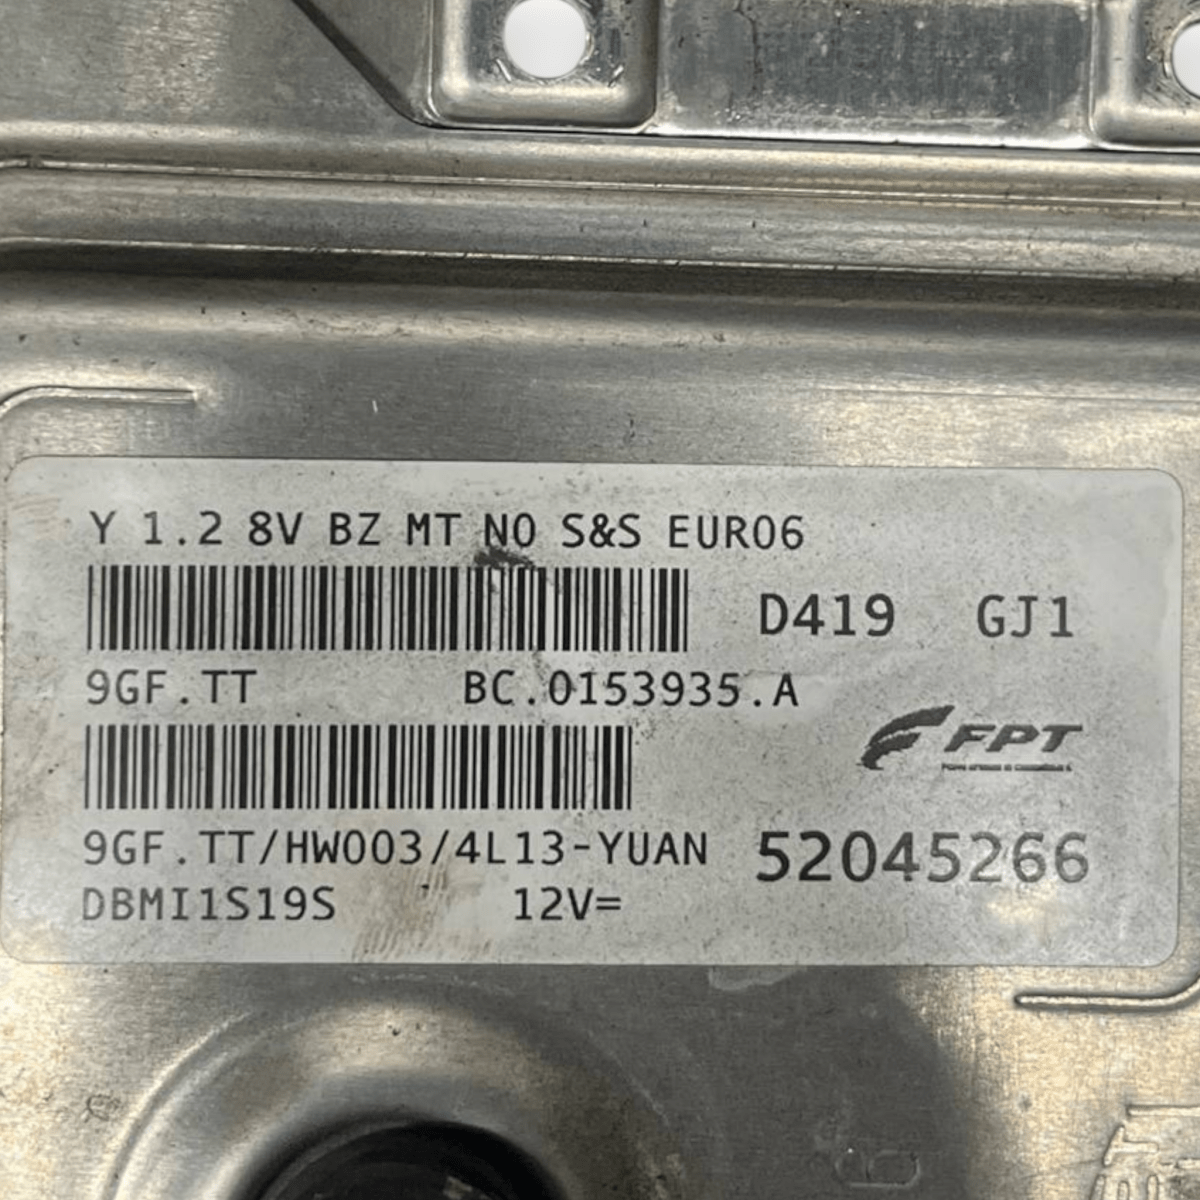 Y 1.2 8V BZ MT NO S&S EURO6
D419 GJ1
9GF.TT BC.0153935.A
FPT
9GF.TT/HW003/4L13-YUAN 52045266
DBMI1S19S 12V=